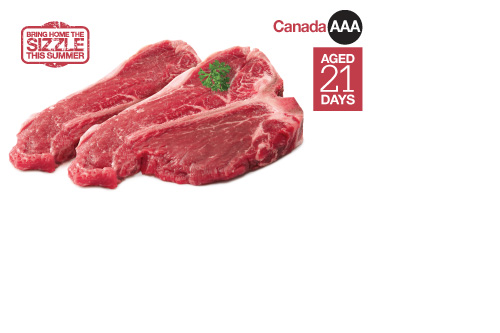 BRING HOME THE
SIZZLE
THIS SUMMER
Canada AAA
AGED
21
DAYS